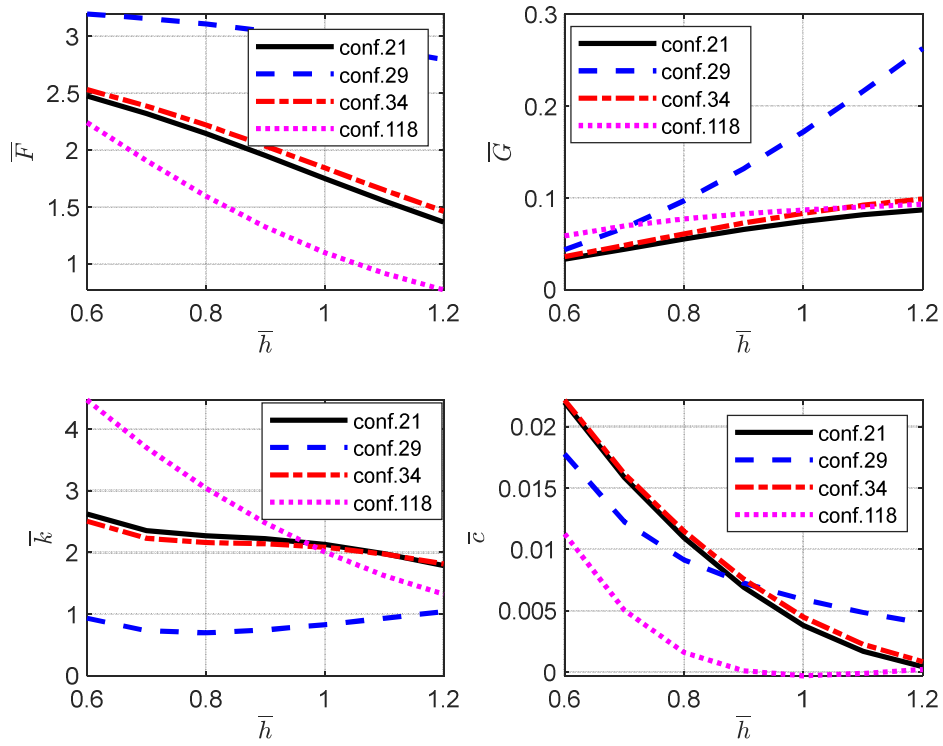 3
2.5
2
1.5
1
0.6
0.8
1
1.2
F̅
h̅
conf.21
conf.29
conf.34
conf.118
0.3
0.2
0.1
0
0.6
0.8
1
1.2
G̅
h̅
conf.21
conf.29
conf.34
conf.118
4
3
2
1
0
0.6
0.8
1
1.2
k̅
h̅
conf.21
conf.29
conf.34
conf.118
0.02
0.015
0.01
0.005
0
0.6
0.8
1
1.2
c̅
h̅
conf.21
conf.29
conf.34
conf.118